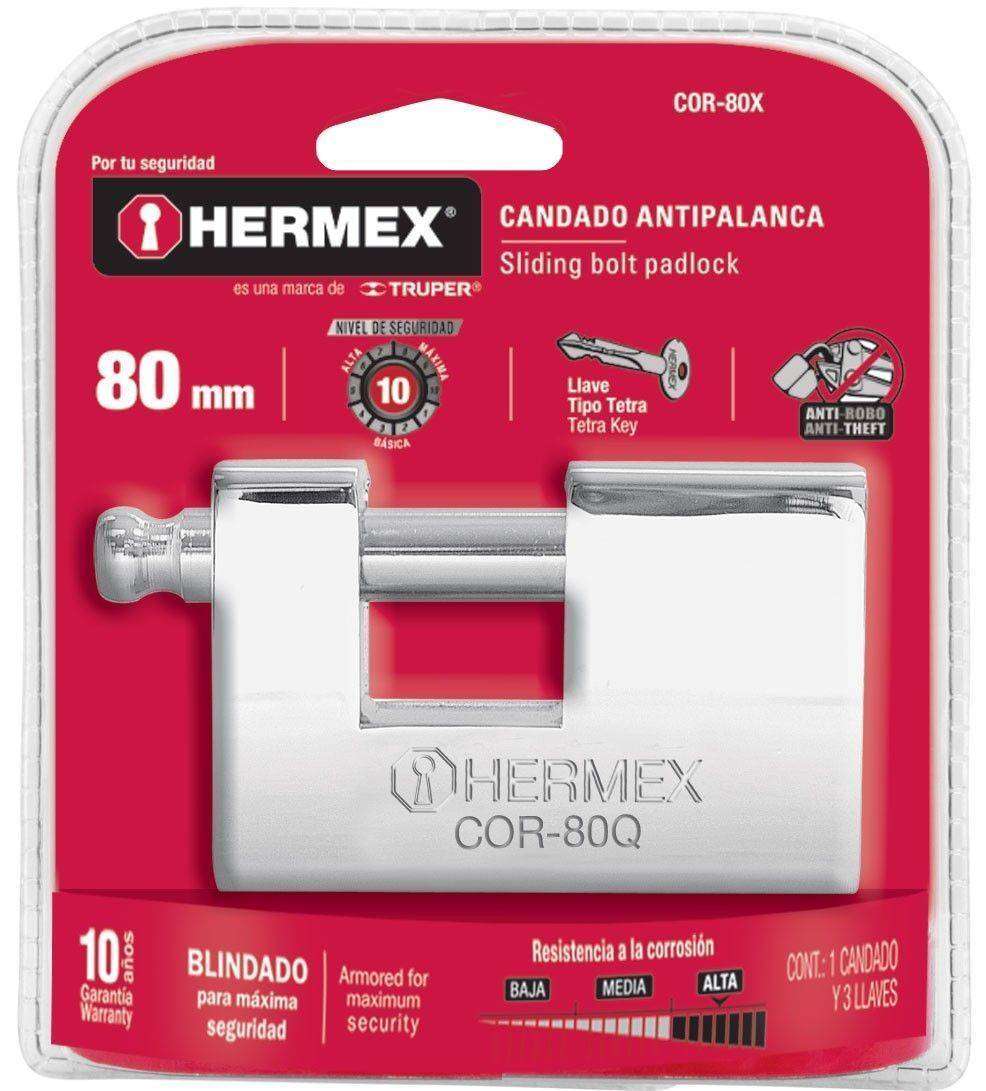 COR-80X
Por tu seguridad
HERMEX®
es una marca de TRUPER®
CANDADO ANTIPALANCA
Sliding bolt padlock
80 mm
NIVEL DE SEGURIDAD
ALTA
MÁXIMA
10
BÁSICA
Llave
Tipo Tetra
Tetra Key
ANTI-ROBO
ANTI-THEFT
HERMEX
COR-80Q
10 años
Garantía
Warranty
BLINDADO
para máxima
seguridad
Armored for
maximum
security
Resistencia a la corrosión
BAJA MEDIA ALTA
CONT.: 1 CANDADO
Y 3 LLAVES